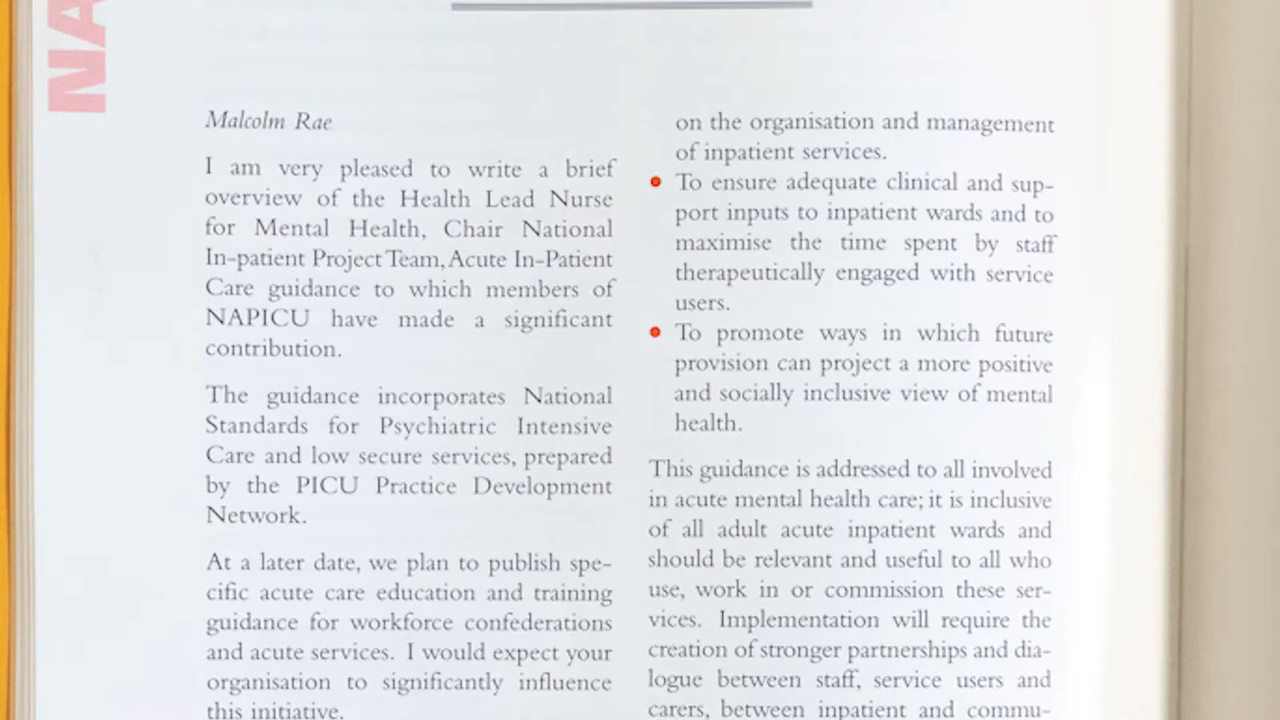 NA
Malcolm Rae
I am very pleased to write a brief
overview of the Health Lead Nurse
for Mental Health, Chair National
In-patient Project Team, Acute In-Patient
Care guidance to which members of
NAPICU have made a significant
contribution.
The guidance incorporates National
Standards for Psychiatric Intensive
Care and low secure services, prepared
by the PICU Practice Development
Network.
At a later date, we plan to publish spe-
cific acute care education and training
guidance for workforce confederations
and acute services. I would expect your
organisation to significantly influence
this initiative.
on the organisation and management
of inpatient services.
• To ensure adequate clinical and sup-
port inputs to inpatient wards and to
maximise the time spent by staff
therapeutically engaged with service
users.
• To promote ways in which future
provision can project a more positive
and socially inclusive view of mental
health.
This guidance is addressed to all involved
in acute mental health care; it is inclusive
of all adult acute inpatient wards and
should be relevant and useful to all who
use, work in or commission these ser-
vices. Implementation will require the
creation of stronger partnerships and dia-
logue between staff, service users and
carers, between inpatient and commu-